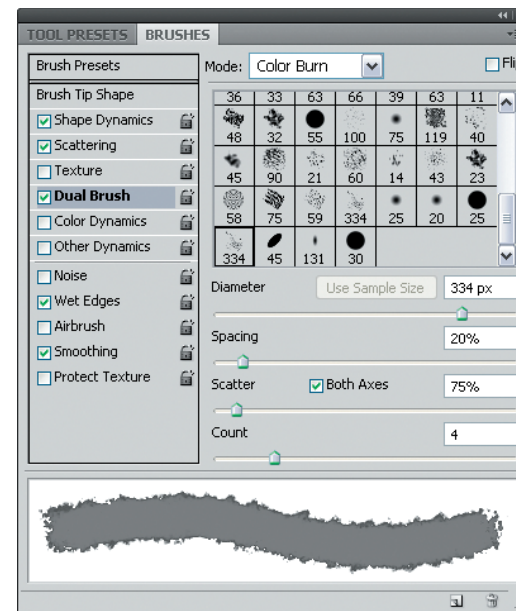 TOOL PRESETS BRUSHES
Brush Presets
Mode: Color Burn
Brush Tip Shape
Shape Dynamics
Scattering
Texture
Dual Brush
Color Dynamics
Other Dynamics
Noise
Wet Edges
Airbrush
Smoothing
Protect Texture
36 33 63 66 39 63 11
48 32 55 100 75 119 40
45 90 21 60 14 43 23
58 75 59 334 25 20 25
334 45 131 30
Diameter Use Sample Size 334 px
Spacing 20%
Scatter Both Axes 75%
Count 4